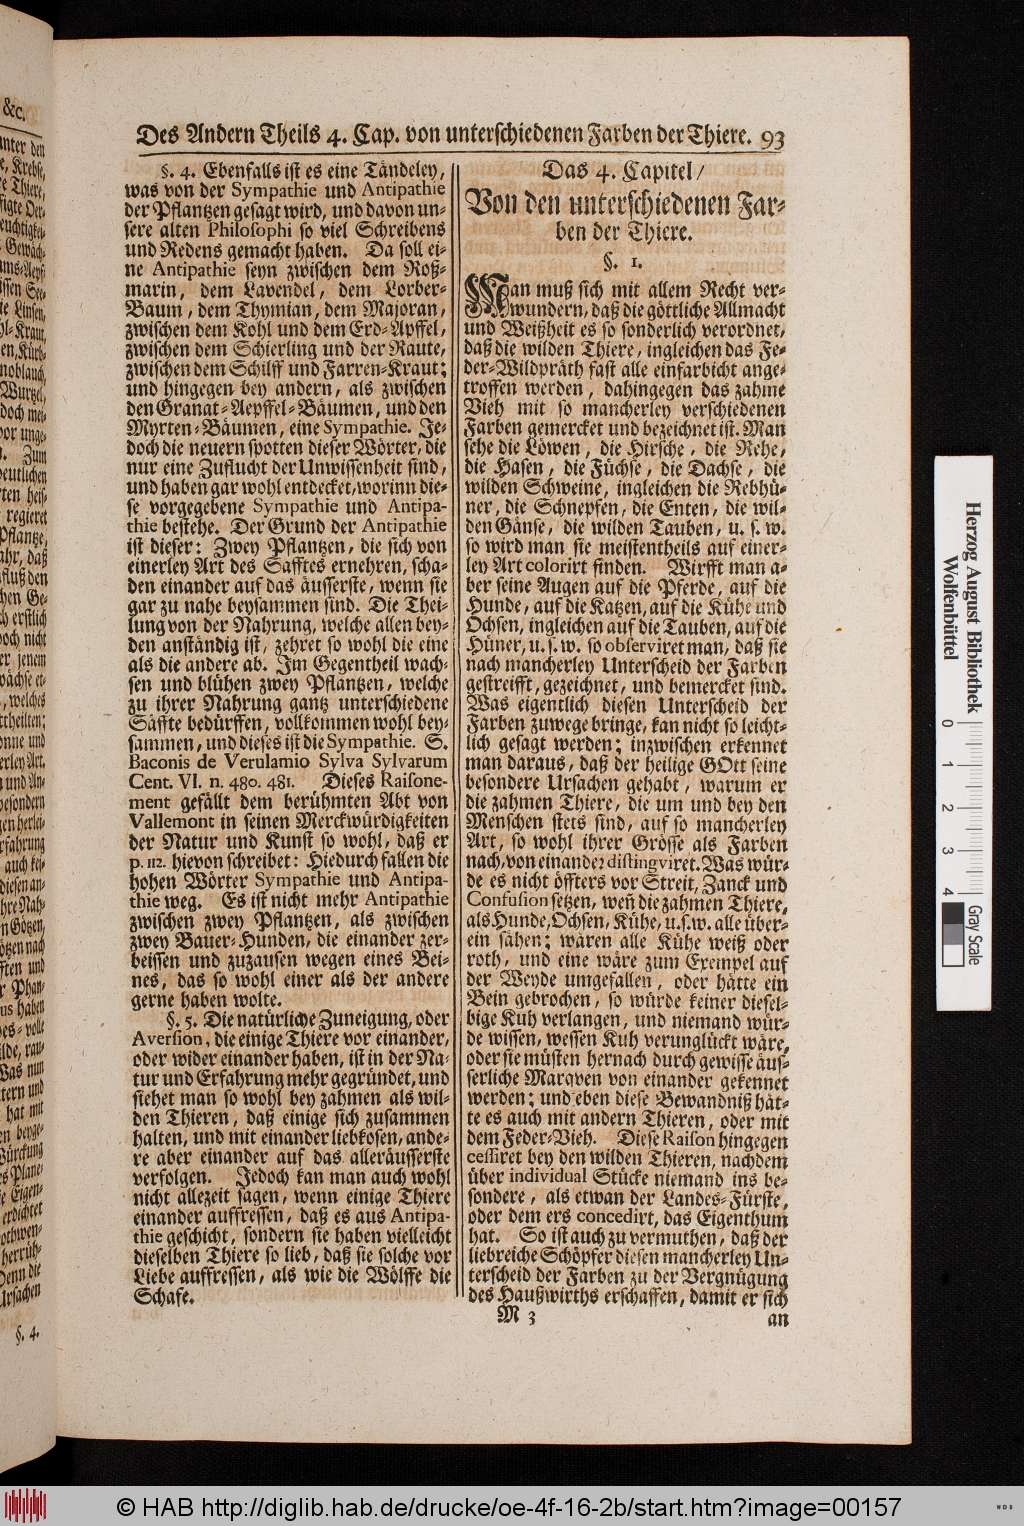 Des Andern Theils 4. Cap. von unterschiedenen Farben der Thiere. 93
§. 4. Ebenfalls ist es eine Tändeley,
was von der Sympathie und Antipathie
der Pflantzen gesagt wird, und davon un-
sere alten Philosophi so viel Schreibens
und Redens gemacht haben. Da soll ei-
ne Antipathie seyn zwischen dem Roß-
marin, dem Lavendel, dem Lorber-
Baum, dem Thymian, dem Majoran,
zwischen dem Kohl und dem Erd-Apffel,
zwischen dem Schierling und der Raute,
zwischen dem Schilff und Farren-Kraut;
und hingegen bey andern, als zwischen
den Granat-Aepffel-Bäumen, und den
Myrten-Bäumen, eine Sympathie. Je-
doch die neuern spotten dieser Wörter, die
nur eine Zuflucht der Unwissenheit sind,
und haben gar wohl entdecket, worinn die-
se vorgegebene Sympathie und Antipa-
thie bestehe. Der Grund der Antipathie
ist dieser: Zwey Pflantzen, die sich von
einerley Art des Safftes ernehren, scha-
den einander auf das äusserste, wenn sie
gar zu nahe beysammen sind. Die Thei-
lung von der Nahrung, welche allen bey-
den anständig ist, zehret so wohl die eine
als die andere ab. Im Gegentheil wach-
sen und blühen zwey Pflantzen, welche
zu ihrer Nahrung gantz unterschiedene
Säffte bedürffen, vollkommen wohl bey-
sammen, und dieses ist die Sympathie. S.
Baconis de Verulamio Sylva Sylvarum
Cent. VI. n. 480. 481. Dieses Raisone-
ment gefällt dem berühmten Abt von
Vallemont in seinen Merckwürdigkeiten
der Natur und Kunst so wohl, daß er
p. 112. hievon schreibet: Hiedurch fallen die
hohen Wörter Sympathie und Antipa-
thie weg. Es ist nicht mehr Antipathie
zwischen zwey Pflantzen, als zwischen
zwey Bauer-Hunden, die einander zer-
beissen und zuzausen wegen eines Bei-
nes, das so wohl einer als der andere
gerne haben wolte.
§. 5. Die natürliche Zuneigung, oder
Aversion, die einige Thiere vor einander,
oder wider einander haben, ist in der Na-
tur und Erfahrung mehr gegründet, und
siehet man so wohl bey zahmen als wil-
den Thieren, daß einige sich zusammen
halten, und mit einander liebkosen, ande-
re aber einander auf das alleräusserste
verfolgen. Jedoch kan man auch wohl
nicht allezeit sagen, wenn einige Thiere
einander auffressen, daß es aus Antipa-
thie geschicht, sondern sie haben vielleicht
dieselben Thiere so lieb, daß sie solche vor
Liebe auffressen, als wie die Wölffe die
Schafe.
Das 4. Capitel/
Von den unterschiedenen Far-
ben der Thiere.
§. 1.
Man muß sich mit allem Recht ver-
wundern, daß die göttliche Allmacht
und Weißheit es so sonderlich verordnet,
daß die wilden Thiere, ingleichen das Fe-
der-Wildpräth fast alle einfarbicht ange-
troffen werden, dahingegen das zahme
Vieh mit so mancherley verschiedenen
Farben gemercket und bezeichnet ist. Man
sehe die Löwen, die Hirsche, die Rehe,
die Hasen, die Füchse, die Dachse, die
wilden Schweine, ingleichen die Rebhü-
ner, die Schnepfen, die Enten, die wil-
den Gänse, die wilden Tauben, u. s. w.
so wird man sie meistentheils auf einer-
ley Art colorirt finden. Wirfft man a-
ber seine Augen auf die Pferde, auf die
Hunde, auf die Katzen, auf die Kühe und
Ochsen, ingleichen auf die Tauben, auf die
Hüner, u. s. w. so observiret man, daß sie
nach mancherley Unterscheid der Farben
gestreifft, gezeichnet, und bemercket sind.
Was eigentlich diesen Unterscheid der
Farben zuwege bringe, kan nicht so leicht-
lich gesagt werden; inzwischen erkennet
man daraus, daß der heilige GOtt seine
besondere Ursachen gehabt, warum er
die zahmen Thiere, die um und bey den
Menschen stets sind, auf so mancherley
Art, so wohl ihrer Grösse als Farben
nach, von einander distingviret. Was wür-
de es nicht öffters vor Streit, Zanck und
Confusion setzen, weñ die zahmen Thiere,
als Hunde, Ochsen, Kühe, u.s.w. alle über-
ein sähen; wären alle Kühe weiß oder
roth, und eine wäre zum Exempel auf
der Weyde umgefallen, oder hätte ein
Bein gebrochen, so würde keiner diesel-
bige Kuh verlangen, und niemand wür-
de wissen, wessen Kuh verunglückt wäre,
oder sie müsten hernach durch gewisse äus-
serliche Marqven von einander gekennet
werden; und eben diese Bewandniß hät-
te es auch mit andern Thieren, oder mit
dem Feder-Vieh. Diese Raison hingegen
cessiret bey den wilden Thieren, nachdem
über individual Stücke niemand ins be-
sondere, als etwan der Landes-Fürste,
oder dem ers concedirt, das Eigenthum
hat. So ist auch zu vermuthen, daß der
liebreiche Schöpfer diesen mancherley Un-
terscheid der Farben zu der Vergnügung
des Haußwirths erschaffen, damit er sich
M 3
an
Herzog August Bibliothek
Wolfenbüttel
0 1 2 3 4
Gray Scale
© HAB http://diglib.hab.de/drucke/oe-4f-16-2b/start.htm?image=00157